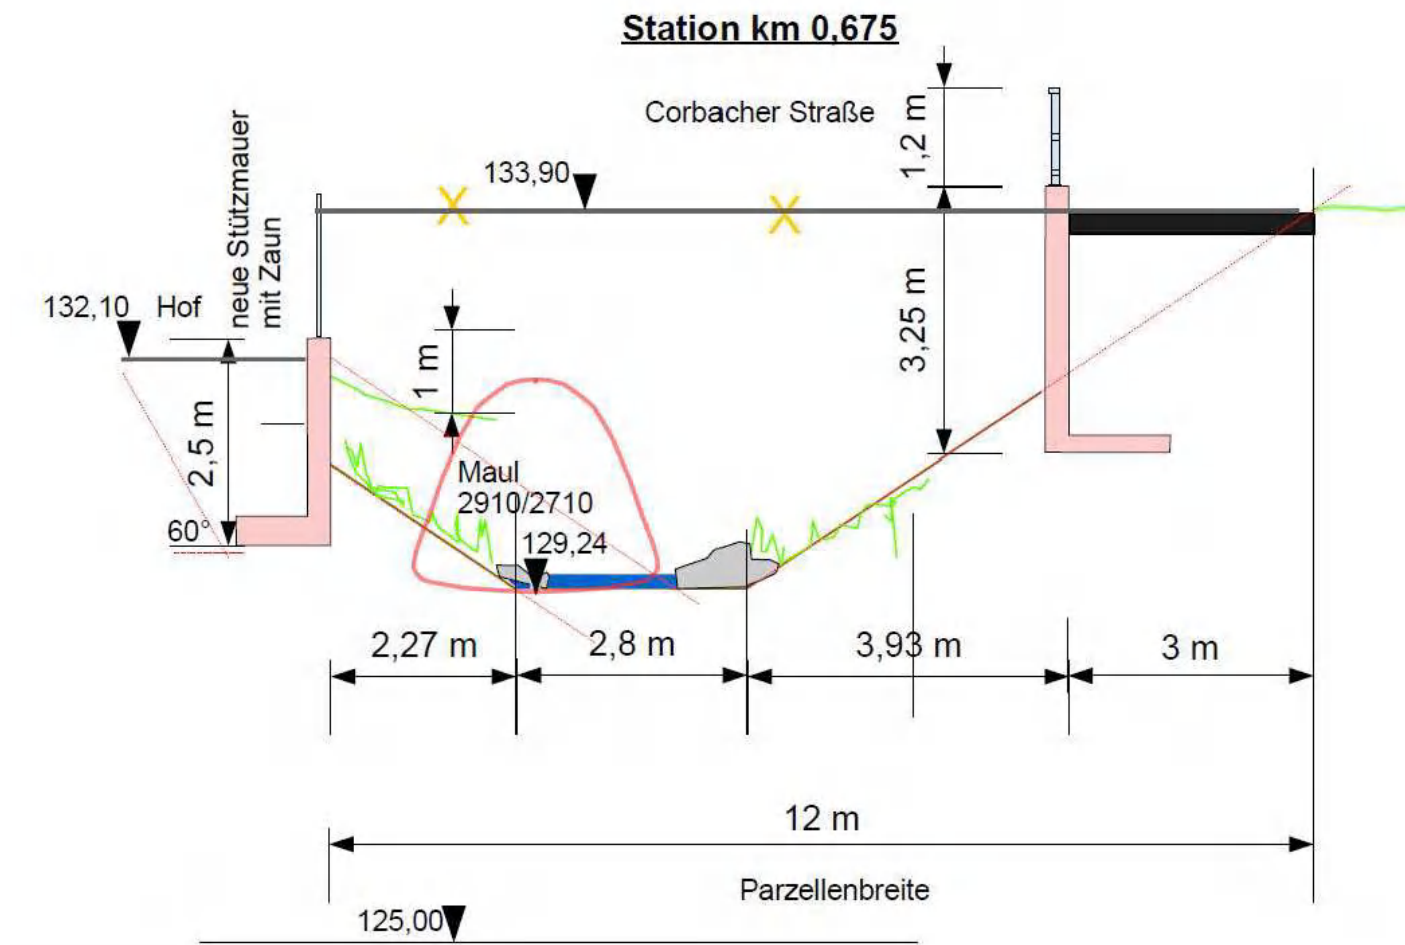 Station km 0,675
Corbacher Straße
1,2 m
133,90
neue Stützmauer
mit Zaun
132,10
Hof
3,25 m
1 m
2,5 m
Maul
2910/2710
60°
129,24
2,27 m
2,8 m
3,93 m
3 m
12 m
Parzellenbreite
125,00